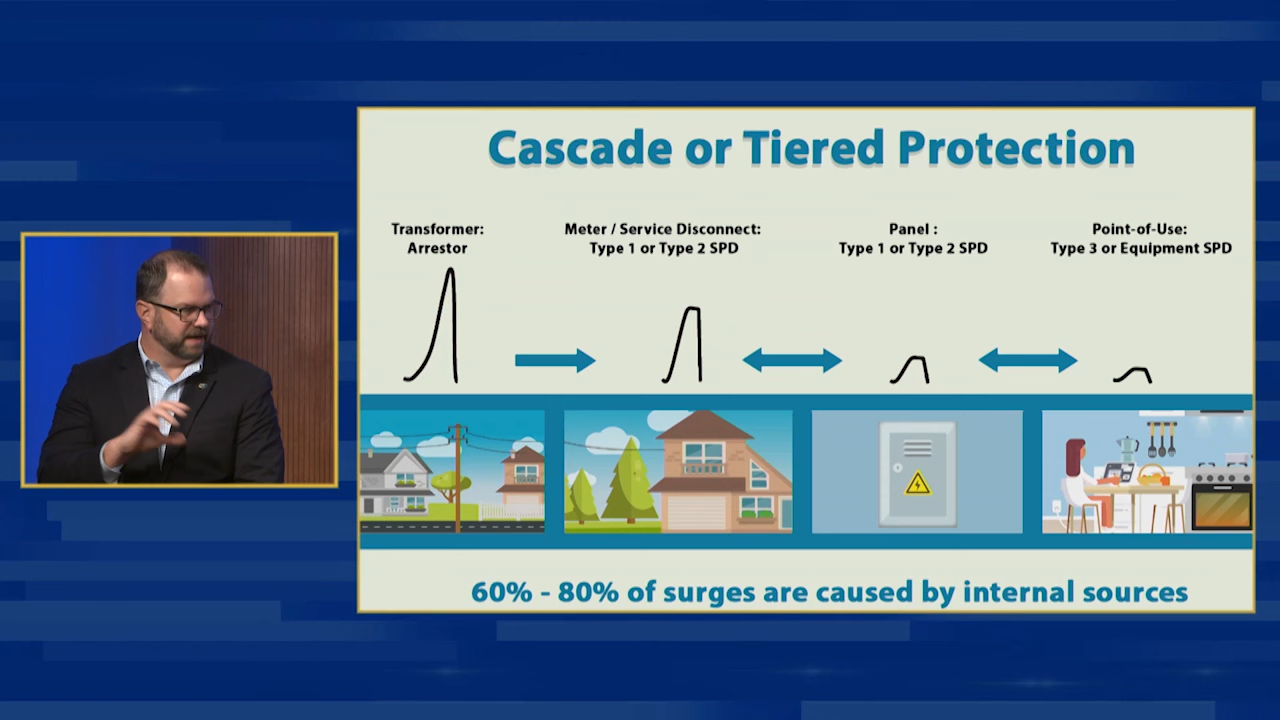 Cascade or Tiered Protection
Transformer:
Arrestor
Meter / Service Disconnect:
Type 1 or Type 2 SPD
Panel :
Type 1 or Type 2 SPD
Point-of-Use:
Type 3 or Equipment SPD
60% - 80% of surges are caused by internal sources